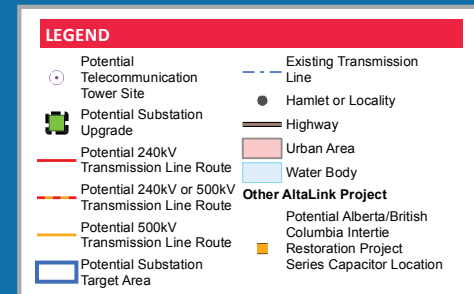 LEGEND
Potential
Telecommunication
Tower Site
Potential Substation
Upgrade
Potential 240kV
Transmission Line Route
Potential 240kV or 500kV
Transmission Line Route
Potential 500kV
Transmission Line Route
Potential Substation
Target Area
Existing Transmission
Line
Hamlet or Locality
Highway
Urban Area
Water Body
Other AltaLink Project
Potential Alberta/British
Columbia Intertie
Restoration Project
Series Capacitor Location